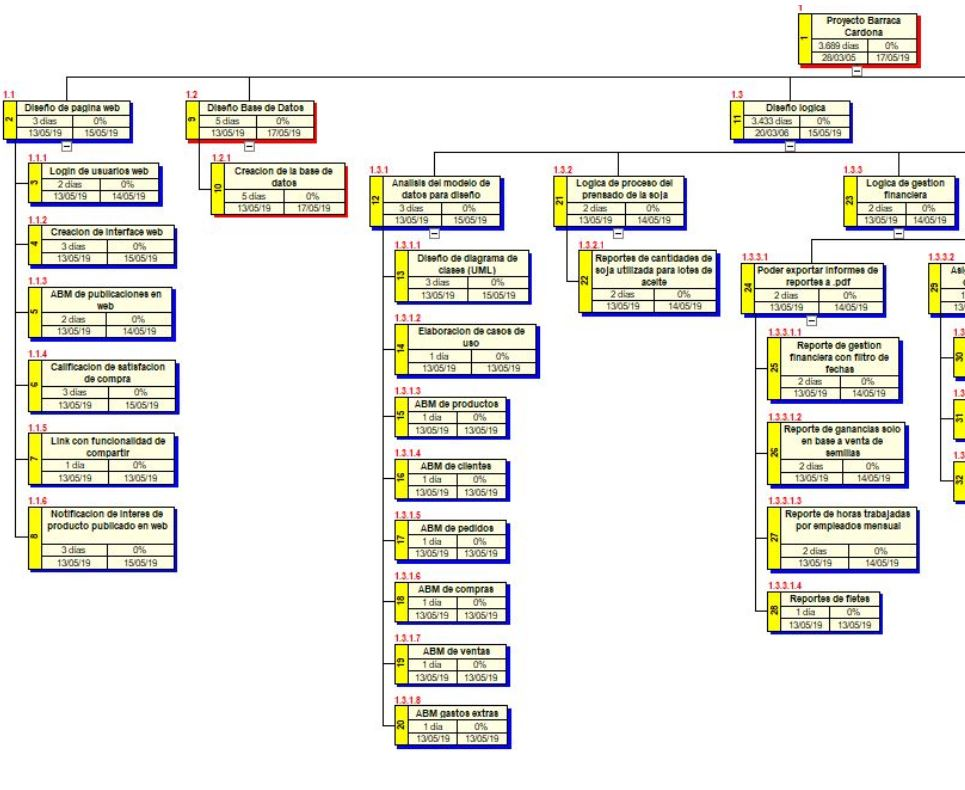 1
Proyecto Barraca
Cardona
1
3.689 días 0%
28/03/05 17/05/19
1.1
Diseño de pagina web
2
3 días 0%
13/05/19 15/05/19
1.1.1
Login de usuarios web
3
2 días 0%
13/05/19 14/05/19
1.1.2
Creacion de interface web
4
3 días 0%
13/05/19 15/05/19
1.1.3
ABM de publicaciones en
web
5
2 días 0%
13/05/19 14/05/19
1.1.4
Calificacion de satisfacion
de compra
6
3 días 0%
13/05/19 15/05/19
1.1.5
Link con funcionalidad de
compartir
7
1 día 0%
13/05/19 13/05/19
1.1.6
Notificacion de interes de
producto publicado en web
8
3 días 0%
13/05/19 15/05/19
1.2
Diseño Base de Datos
9
5 días 0%
13/05/19 17/05/19
1.2.1
Creacion de la base de
datos
10
5 días 0%
13/05/19 17/05/19
1.3
Diseño logica
11
3.433 días 0%
20/03/06 15/05/19
1.3.1
Analisis del modelo de
datos para diseño
12
3 días 0%
13/05/19 15/05/19
1.3.1.1
Diseño de diagrama de
clases (UML)
13
3 días 0%
13/05/19 15/05/19
1.3.1.2
Elaboracion de casos de
uso
14
1 día 0%
13/05/19 13/05/19
1.3.1.3
ABM de productos
15
1 día 0%
13/05/19 13/05/19
1.3.1.4
ABM de clientes
16
1 día 0%
13/05/19 13/05/19
1.3.1.5
ABM de pedidos
17
1 día 0%
13/05/19 13/05/19
1.3.1.6
ABM de compras
18
1 día 0%
13/05/19 13/05/19
1.3.1.7
ABM de ventas
19
1 día 0%
13/05/19 13/05/19
1.3.1.8
ABM gastos extras
20
1 día 0%
13/05/19 13/05/19
1.3.2
Logica de proceso del
prensado de la soja
21
2 días 0%
13/05/19 14/05/19
1.3.2.1
Reportes de cantidades de
soja utilizada para lotes de
aceite
22
2 días 0%
13/05/19 14/05/19
1.3.3
Logica de gestion
financiera
23
2 días 0%
13/05/19 14/05/19
1.3.3.1
Poder exportar informes de
reportes a .pdf
24
2 días 0%
13/05/19 14/05/19
1.3.3.1.1
Reporte de gestion
financiera con filtro de
fechas
25
2 días 0%
13/05/19 14/05/19
1.3.3.1.2
Reporte de ganancias solo
en base a venta de
semillas
26
2 días 0%
13/05/19 14/05/19
1.3.3.1.3
Reporte de horas trabajadas
por empleados mensual
27
2 días 0%
13/05/19 14/05/19
1.3.3.1.4
Reportes de fletes
28
1 día 0%
13/05/19 13/05/19
1.3.3.2
29
30
31
32